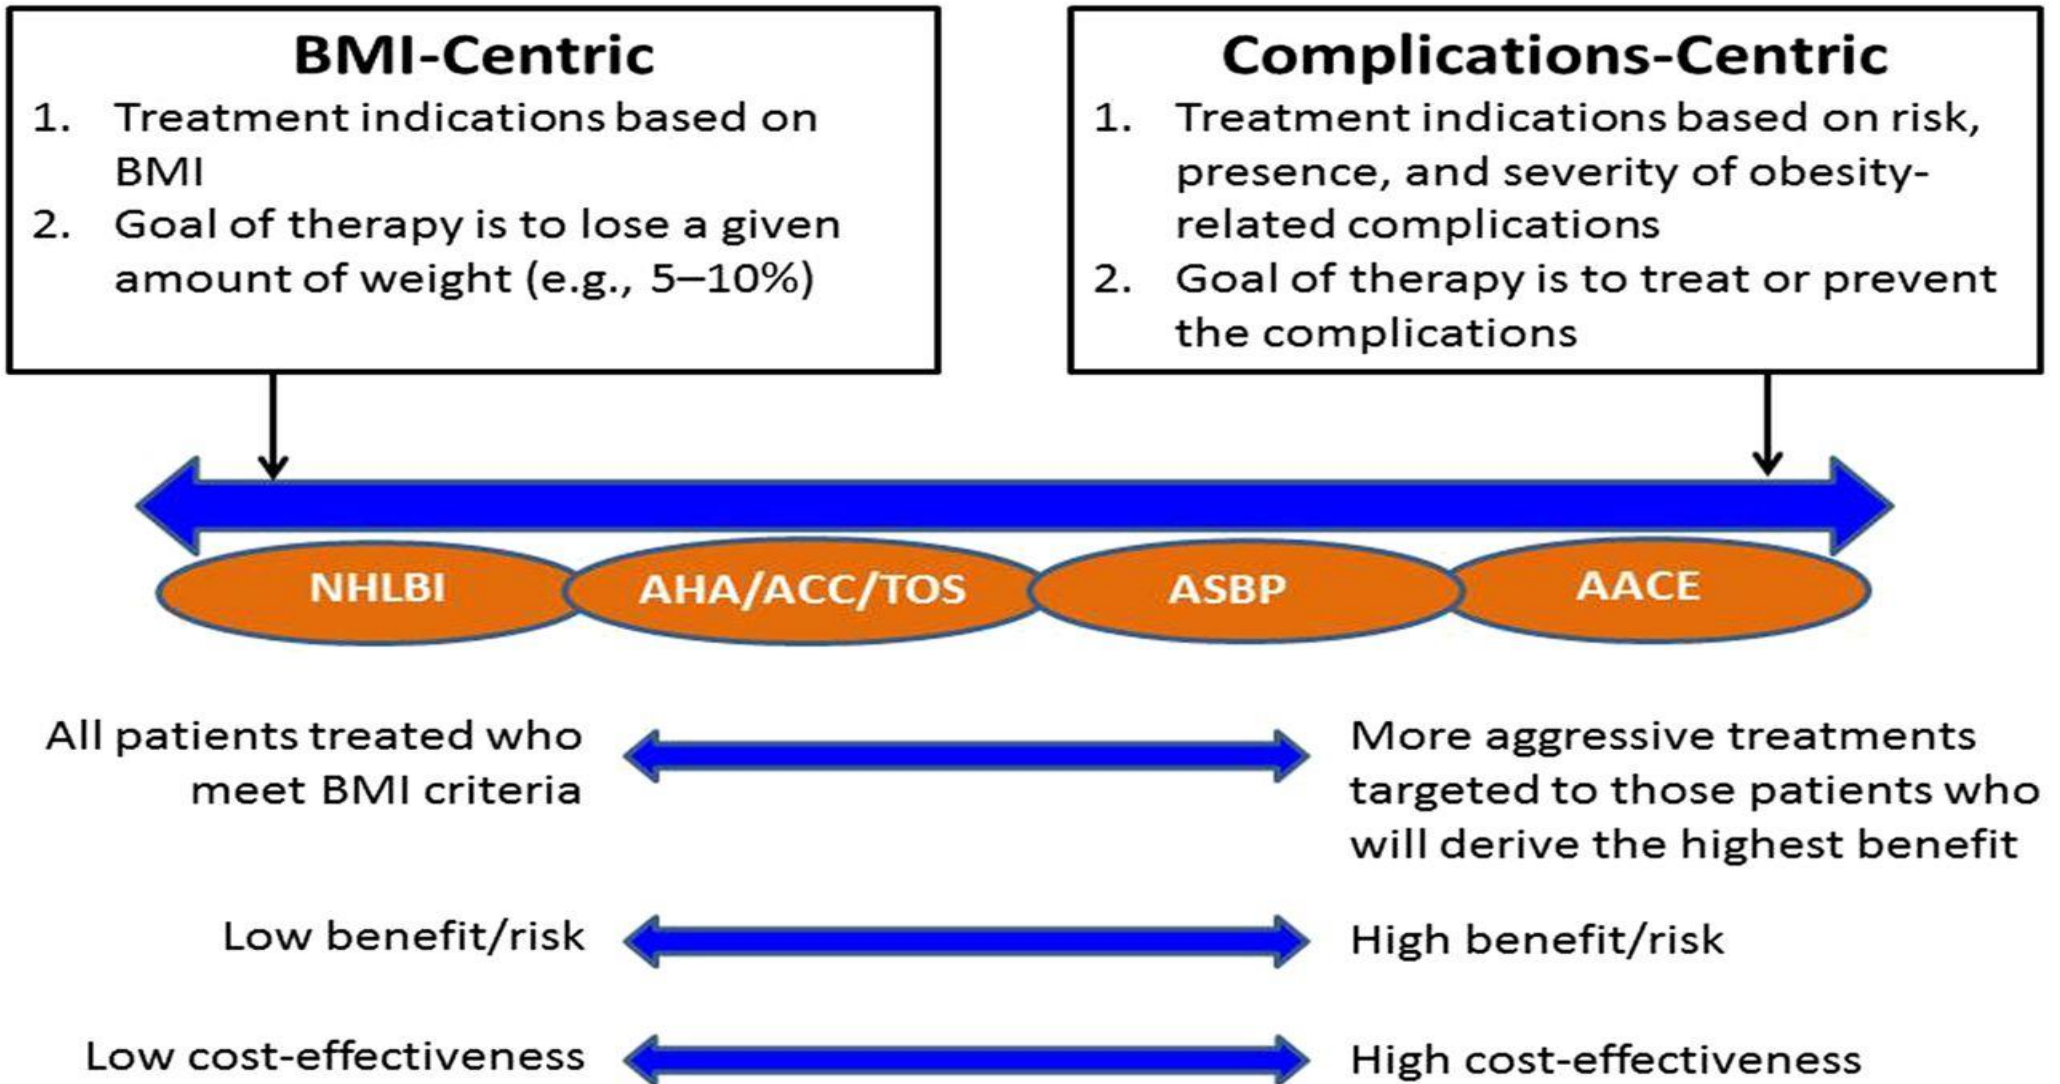 BMI-Centric
1. Treatment indications based on
BMI
2. Goal of therapy is to lose a given
amount of weight (e.g., 5–10%)
Complications-Centric
1. Treatment indications based on risk,
presence, and severity of obesity-
related complications
2. Goal of therapy is to treat or prevent
the complications
NHLBI
AHA/ACC/TOS
ASBP
AACE
All patients treated who
meet BMI criteria
More aggressive treatments
targeted to those patients who
will derive the highest benefit
Low benefit/risk
High benefit/risk
Low cost-effectiveness
High cost-effectiveness